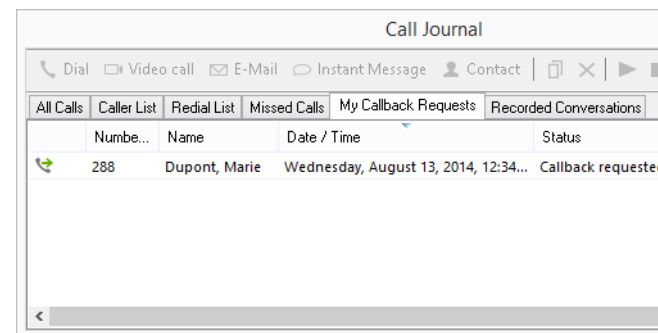 Call Journal
Dial Video call E-Mail Instant Message Contact
All Calls Caller List Redial List Missed Calls My Callback Requests Recorded Conversations
Numbe... Name Date / Time Status
288 Dupont, Marie Wednesday, August 13, 2014, 12:34... Callback requeste